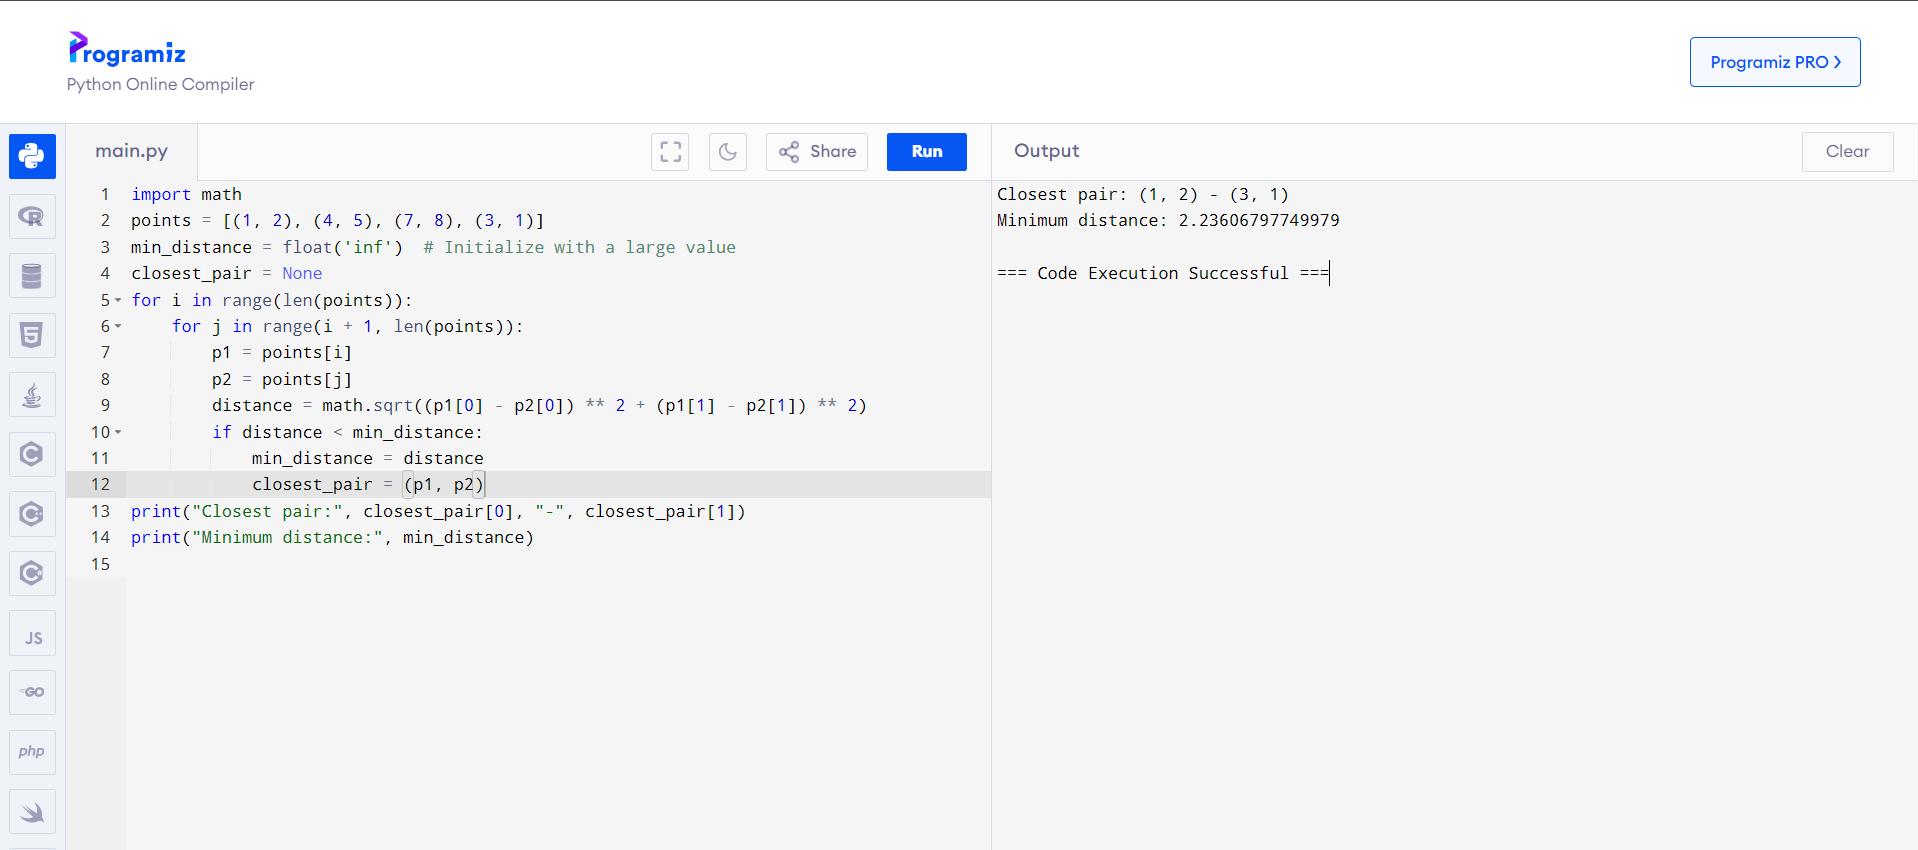 Programiz
Python Online Compiler
Programiz PRO ❯
main.py
Share
Run
Output
Clear
1 import math
2 points = [(1, 2), (4, 5), (7, 8), (3, 1)]
3 min_distance = float('inf')  # Initialize with a large value
4 closest_pair = None
5 for i in range(len(points)):
6     for j in range(i + 1, len(points)):
7         p1 = points[i]
8         p2 = points[j]
9         distance = math.sqrt((p1[0] - p2[0]) ** 2 + (p1[1] - p2[1]) ** 2)
10         if distance < min_distance:
11             min_distance = distance
12             closest_pair = (p1, p2)
13 print("Closest pair:", closest_pair[0], "-", closest_pair[1])
14 print("Minimum distance:", min_distance)
15
Closest pair: (1, 2) - (3, 1)
Minimum distance: 2.23606797749979
=== Code Execution Successful ===
JS
GO
php